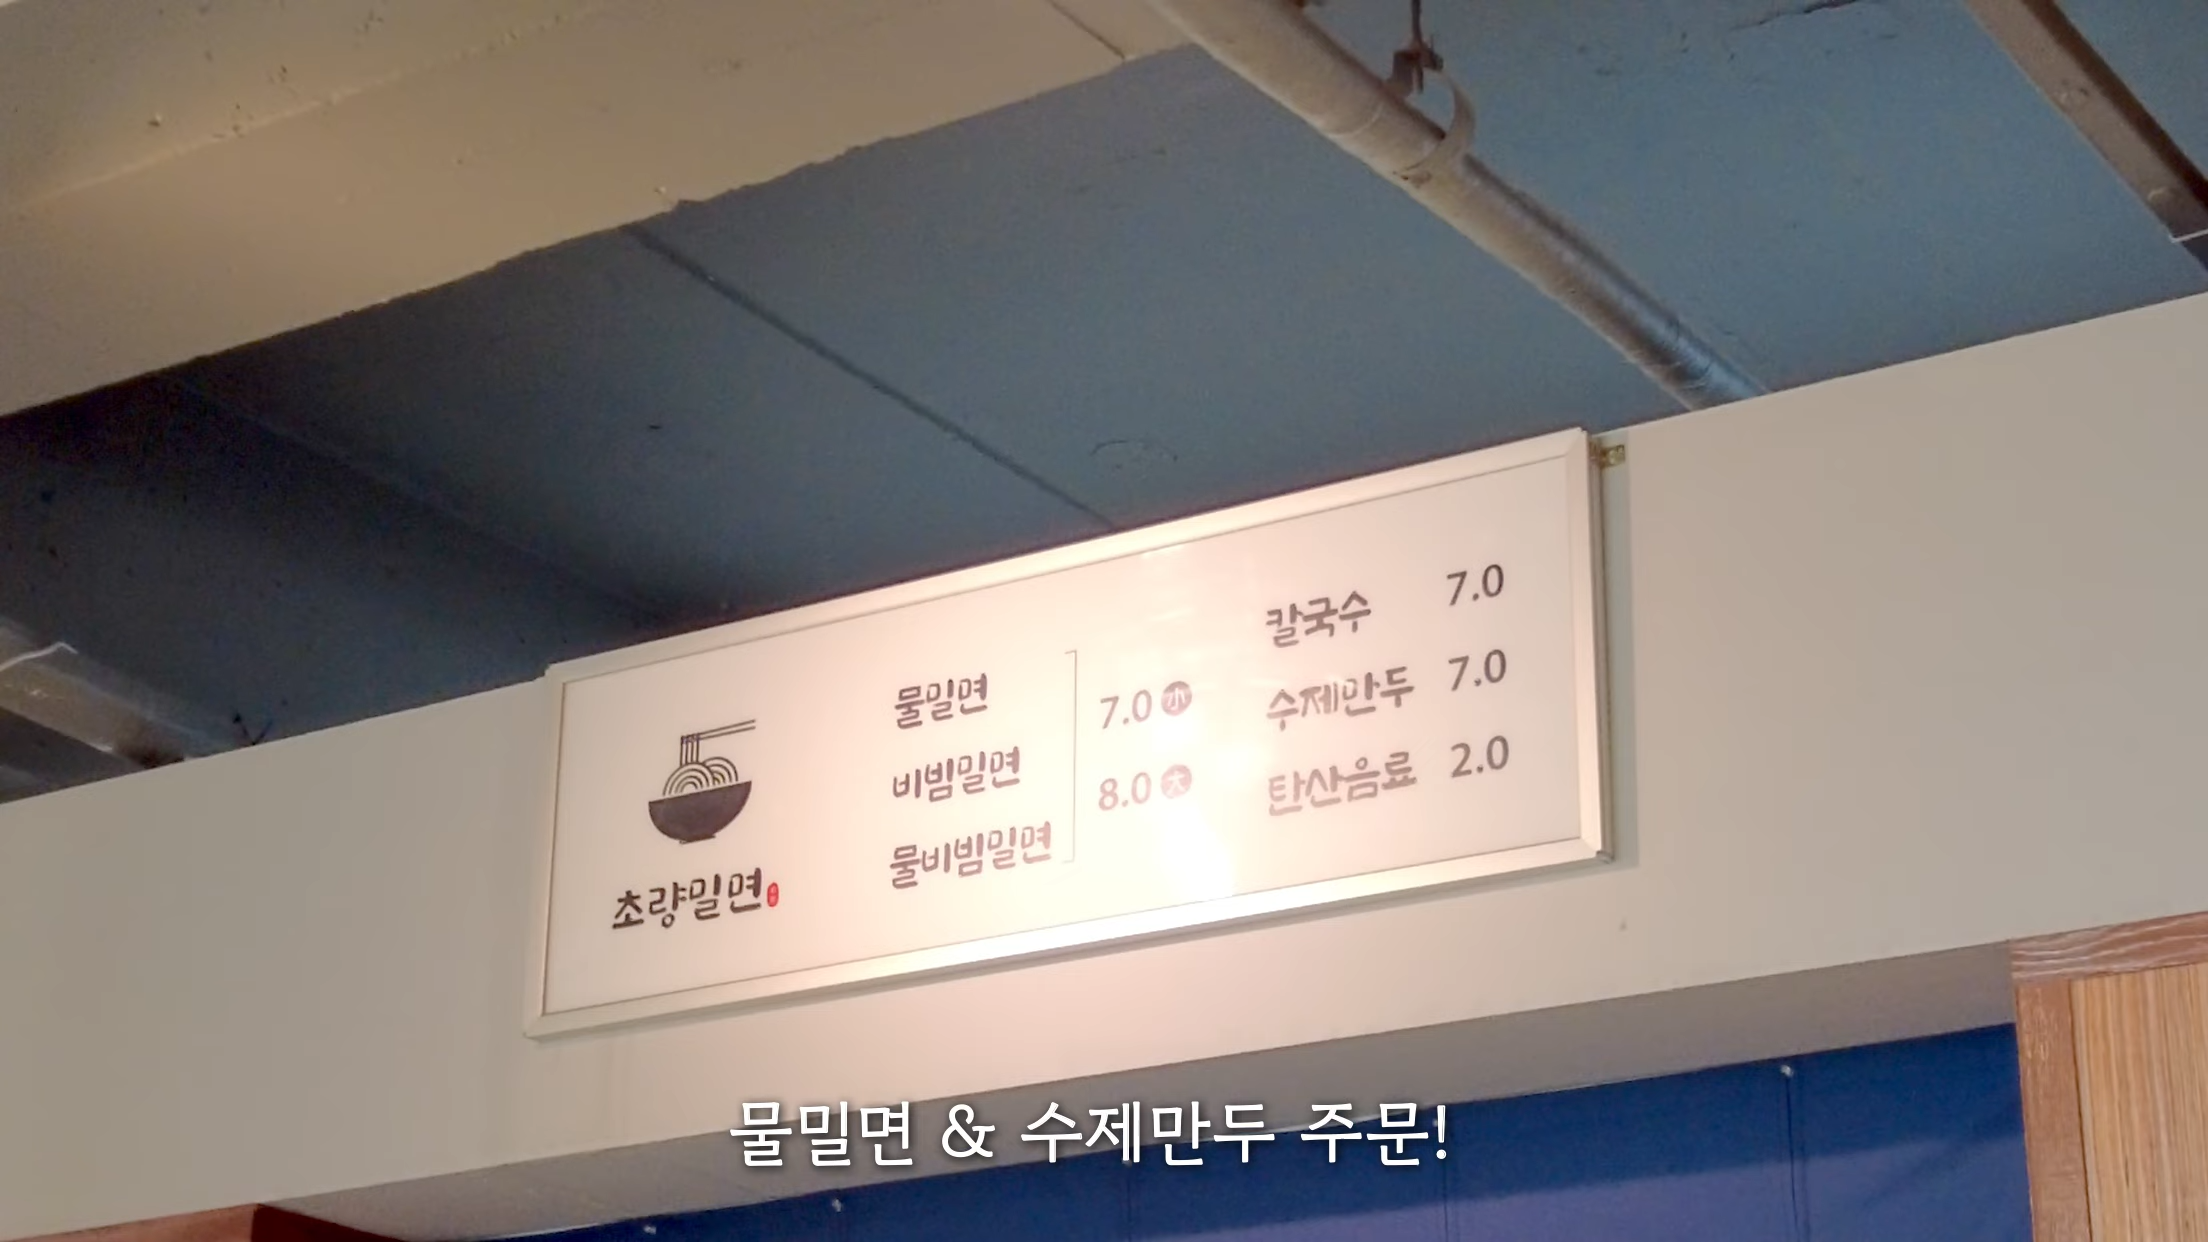 초량밀면
물밀면
비빔밀면
물비빔밀면
7.0 小
8.0 大
칼국수 7.0
수제만두 7.0
탄산음료 2.0
물밀면 & 수제만두 주문!